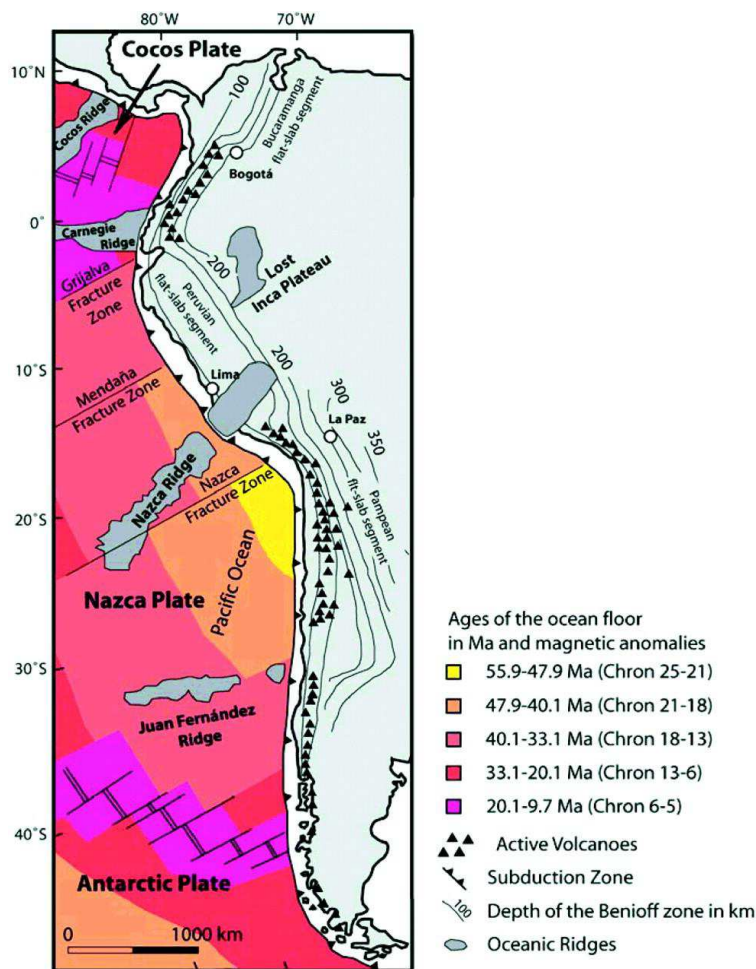 80°W
70°W
Cocos Plate
10°N
Cocos Ridge
100
Bucaramanga
flat-slab segment
Bogotá
0°
Carnegie
Ridge
200
Lost
Inca Plateau
Grijalva
Fracture
Zone
Peruvian
flat-slab segment
10°S
Mendaña
Fracture Zone
Lima
200
300
La Paz
350
Nazca Ridge
Nazca
Fracture Zone
Pampean
flt-slab segment
20°S
Pacific Ocean
Nazca Plate
30°S
Juan Fernández
Ridge
40°S
Antarctic Plate
0
1000 km
Ages of the ocean floor
in Ma and magnetic anomalies
55.9-47.9 Ma (Chron 25-21)
47.9-40.1 Ma (Chron 21-18)
40.1-33.1 Ma (Chron 18-13)
33.1-20.1 Ma (Chron 13-6)
20.1-9.7 Ma (Chron 6-5)
Active Volcanoes
Subduction Zone
100
Depth of the Benioff zone in km
Oceanic Ridges